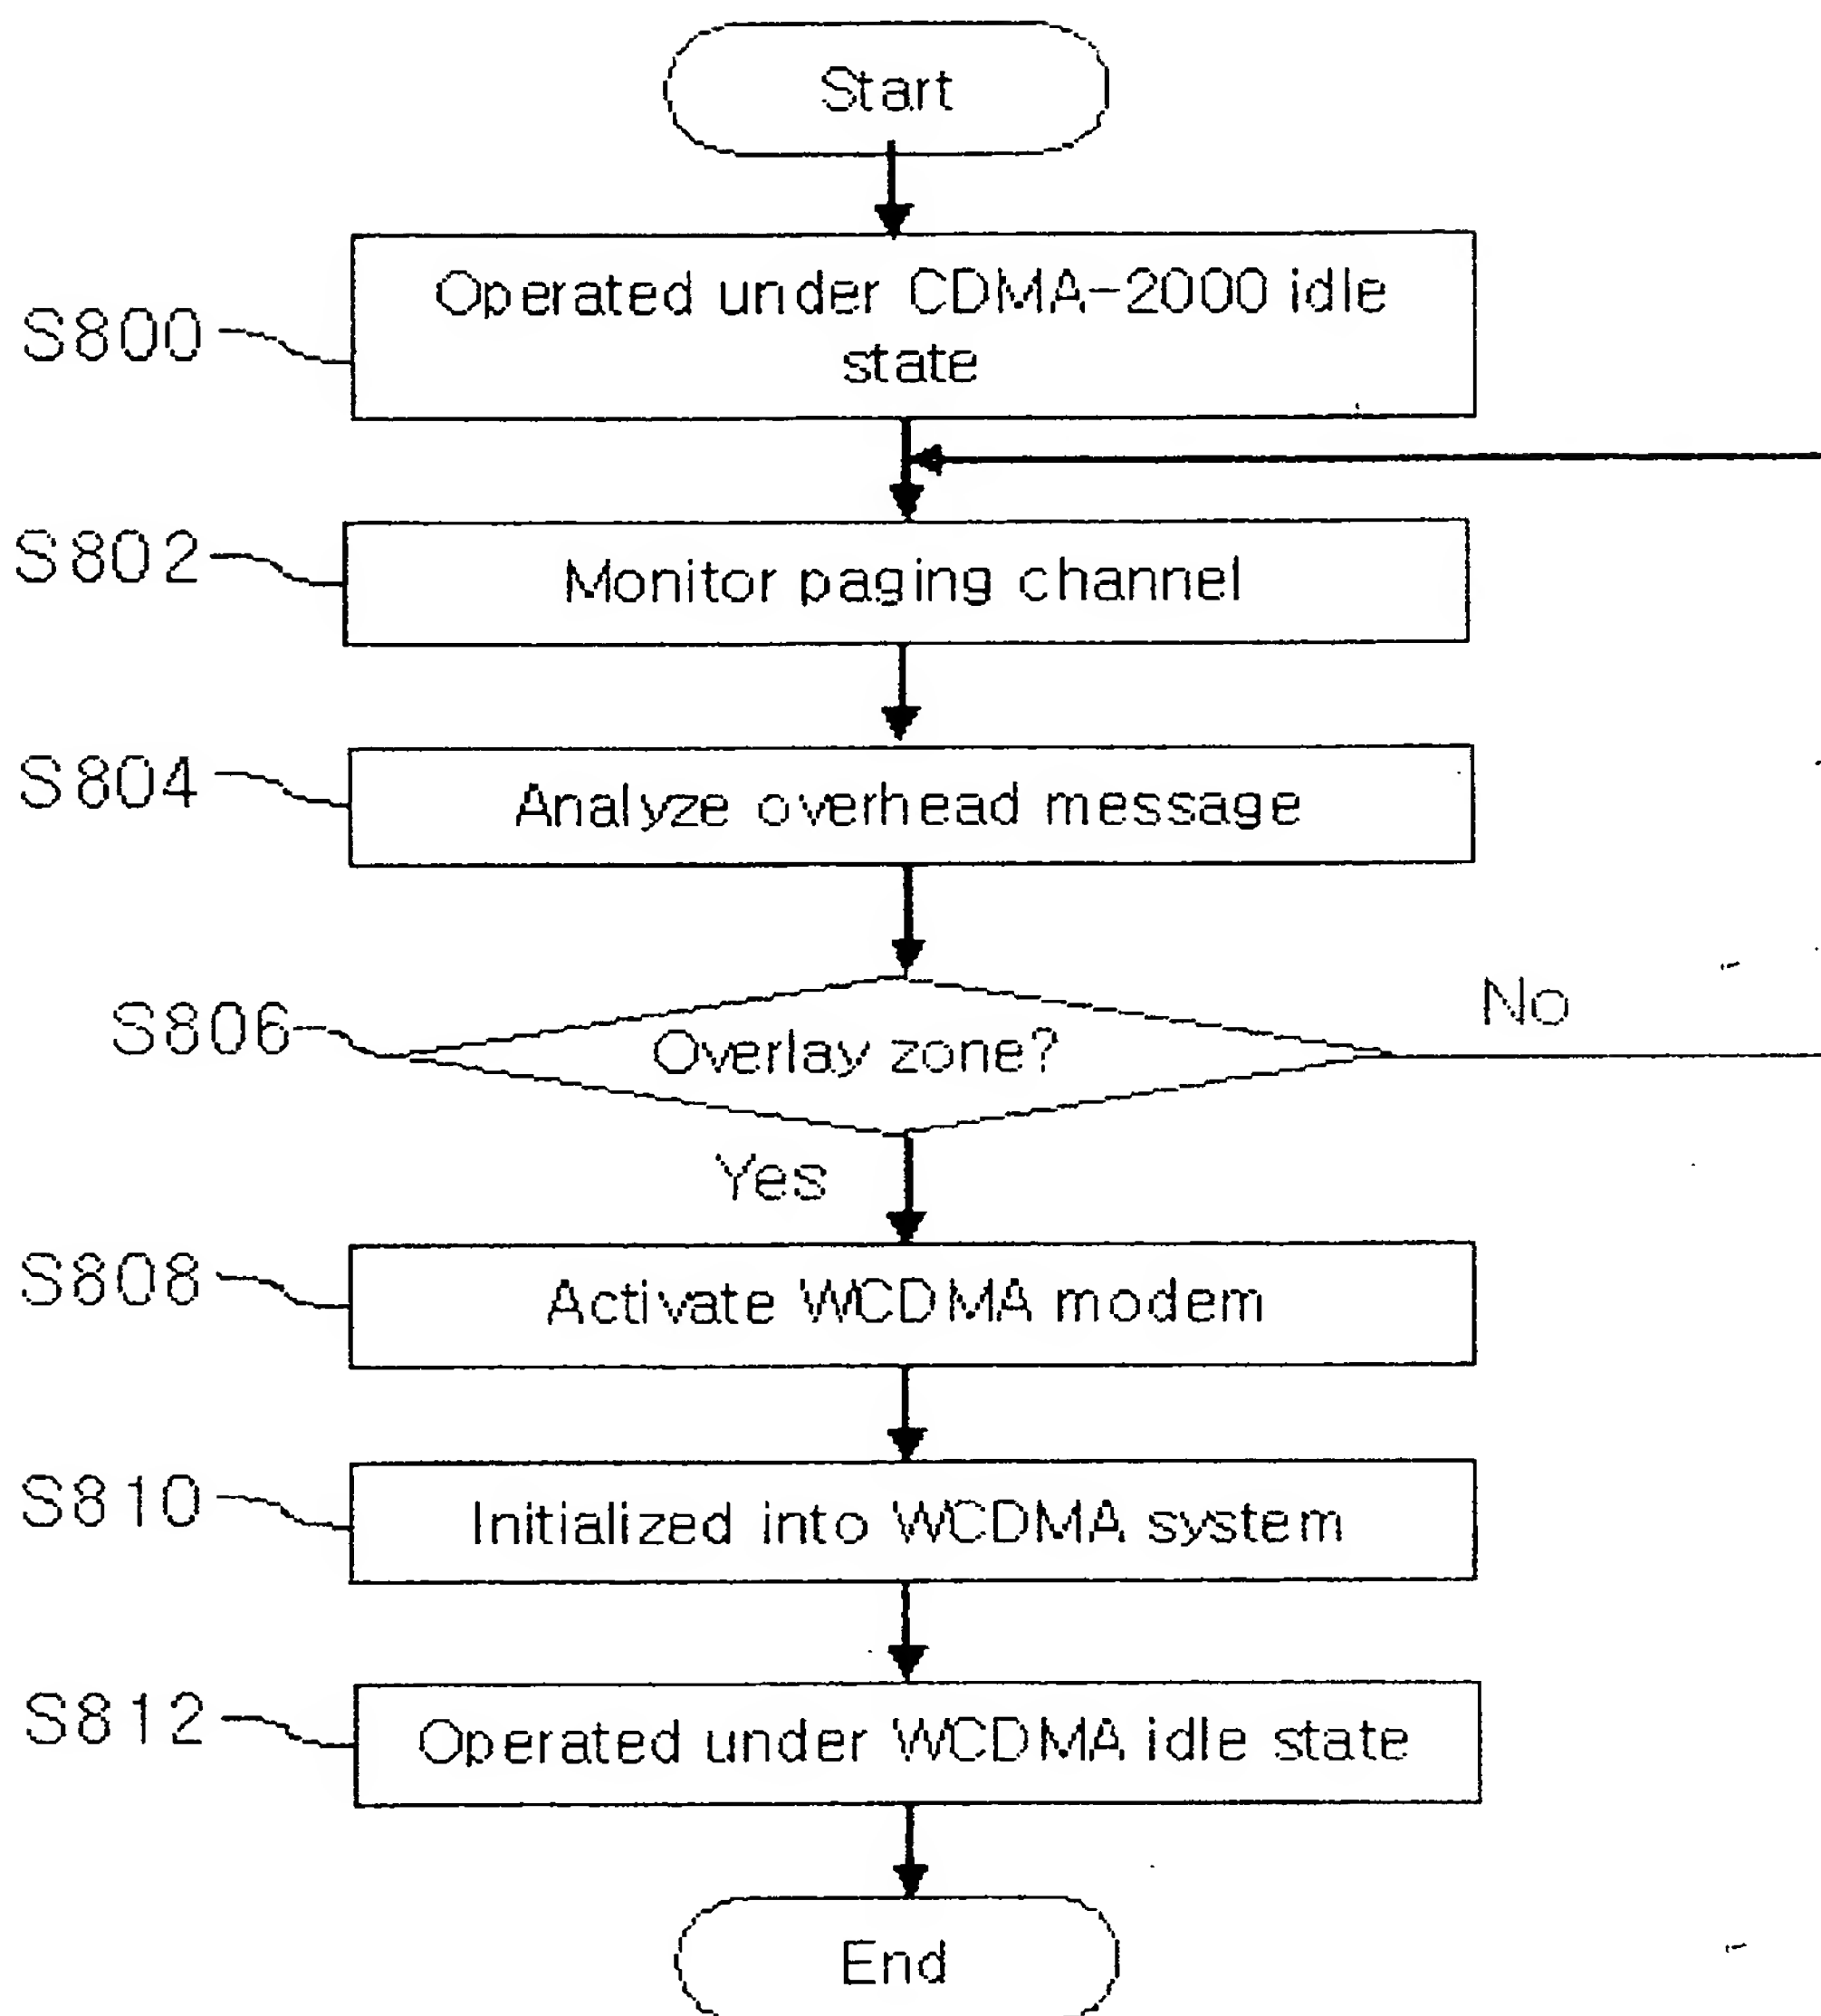 Start
S800
Operated under CDMA-2000 idle
state
S802
Monitor paging channel
S804
Analyze overhead message
S806
Overlay zone?
No
Yes
S808
Activate WCDMA modem
S810
Initialized into WCDMA system
S812
Operated under WCDMA idle state
End